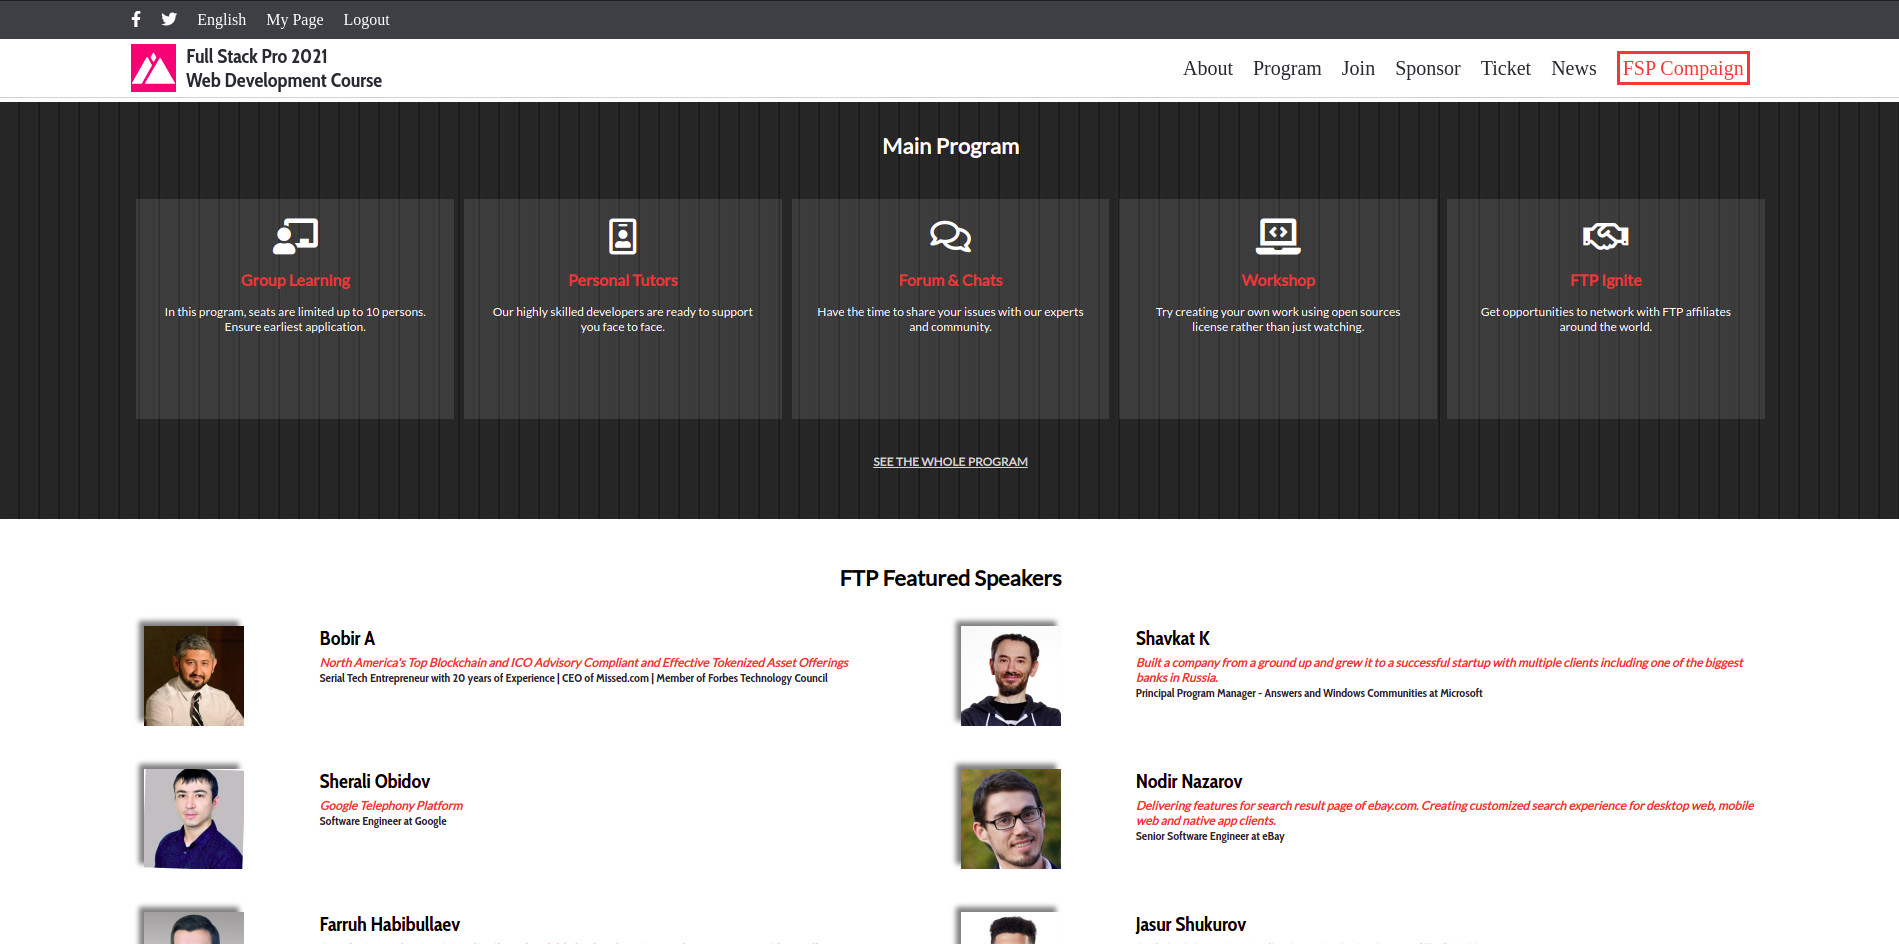 English My Page Logout
Full Stack Pro 2021
Web Development Course
About Program Join Sponsor Ticket News FSP Compaign
Main Program
Group Learning
In this program, seats are limited up to 10 persons.
Ensure earliest application.
Personal Tutors
Our highly skilled developers are ready to support
you face to face.
Forum & Chats
Have the time to share your issues with our experts
and community.
Workshop
Try creating your own work using open sources
license rather than just watching.
FTP Ignite
Get opportunities to network with FTP affiliates
around the world.
SEE THE WHOLE PROGRAM
FTP Featured Speakers
Bobir A
North America's Top Blockchain and ICO Advisory Compliant and Effective Tokenized Asset Offerings
Serial Tech Entrepreneur with 20 years of Experience | CEO of Missed.com | Member of Forbes Technology Council
Shavkat K
Built a company from a ground up and grew it to a successful startup with multiple clients including one of the biggest
banks in Russia.
Principal Program Manager - Answers and Windows Communities at Microsoft
Sherali Obidov
Google Telephony Platform
Software Engineer at Google
Nodir Nazarov
Delivering features for search result page of ebay.com. Creating customized search experience for desktop web, mobile
web and native app clients.
Senior Software Engineer at eBay
Farruh Habibullaev
Jasur Shukurov